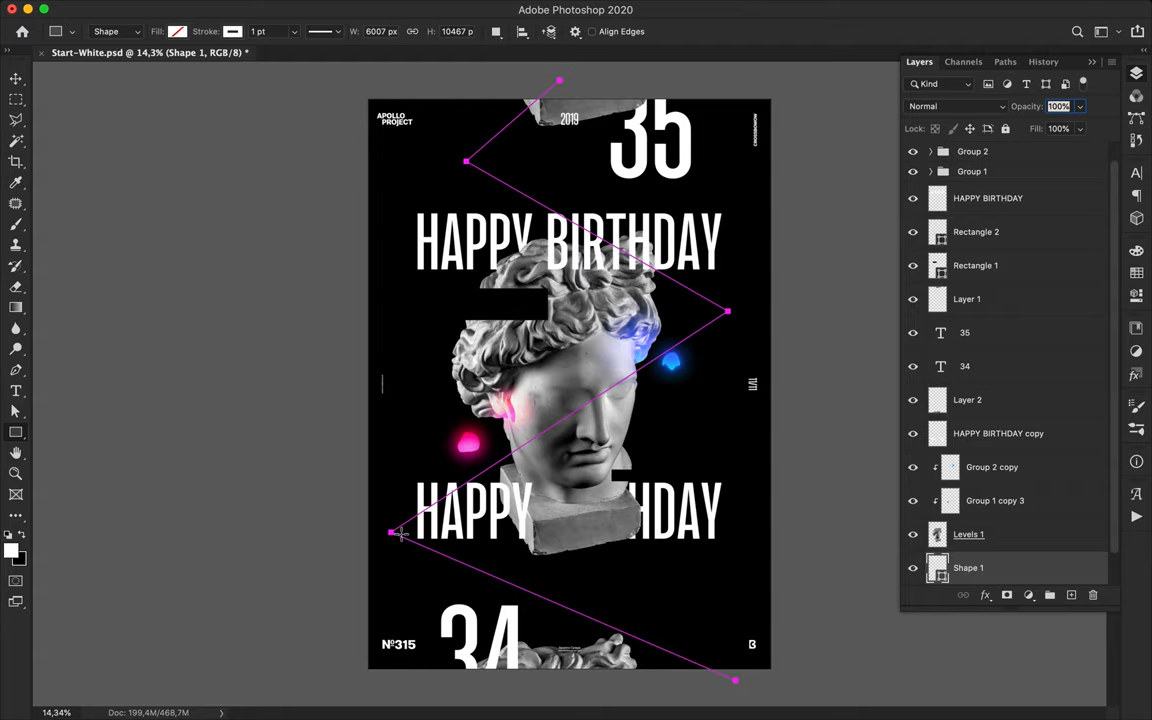 Adobe Photoshop 2020
Shape
Fill:
Stroke:
1 pt
W: 6007 px
H: 10467 p
Align Edges
Start-White.psd @ 14,3% (Shape 1, RGB/8) *
Layers
Channels
Paths
History
Kind
Normal
Opacity: 100%
Lock:
Fill: 100%
Group 2
Group 1
HAPPY BIRTHDAY
Rectangle 2
Rectangle 1
Layer 1
T 35
T 34
Layer 2
HAPPY BIRTHDAY copy
Group 2 copy
Group 1 copy 3
Levels 1
Shape 1
APOLLO
PROJECT
2019
35
HAPPY BIRTHDAY
11/11
HAPPY
HDAY
34
Nº315
14,34%
Doc: 199,4M/468,7M